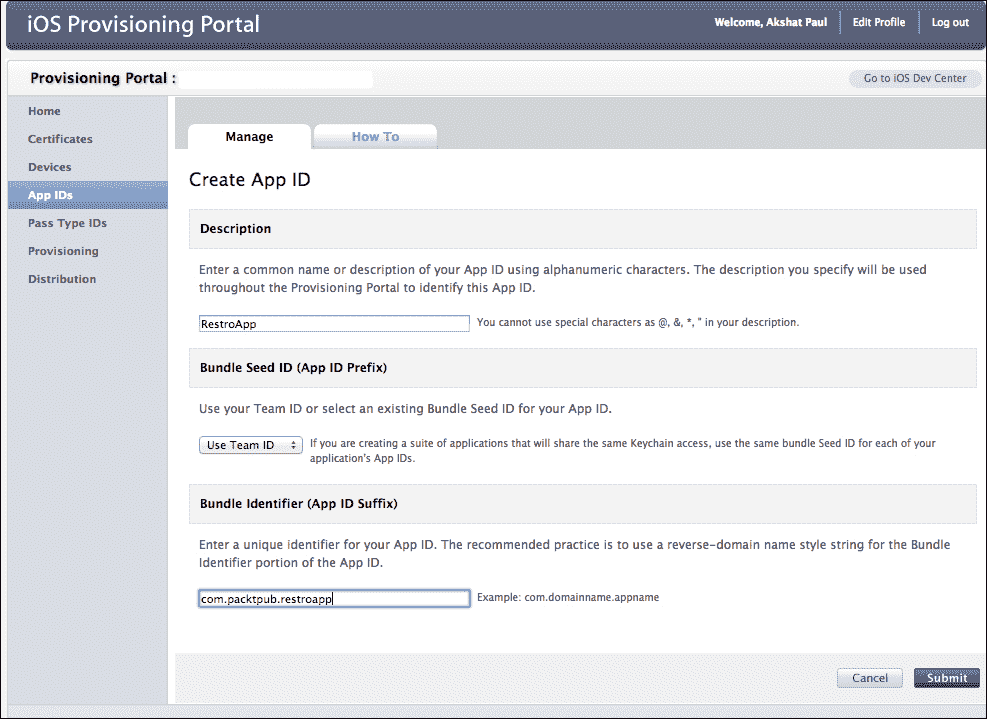 iOS Provisioning Portal
Welcome, Akshat Paul
Edit Profile
Log out
Provisioning Portal :
Go to iOS Dev Center
Home
Certificates
Devices
App IDs
Pass Type IDs
Provisioning
Distribution
Manage
How To
Create App ID
Description
Enter a common name or description of your App ID using alphanumeric characters. The description you specify will be used
throughout the Provisioning Portal to identify this App ID.
RestroApp
You cannot use special characters as @, &, *, " in your description.
Bundle Seed ID (App ID Prefix)
Use your Team ID or select an existing Bundle Seed ID for your App ID.
Use Team ID
If you are creating a suite of applications that will share the same Keychain access, use the same bundle Seed ID for each of your
application's App IDs.
Bundle Identifier (App ID Suffix)
Enter a unique identifier for your App ID. The recommended practice is to use a reverse-domain name style string for the Bundle
Identifier portion of the App ID.
com.packtpub.restroapp
Example: com.domainname.appname
Cancel
Submit